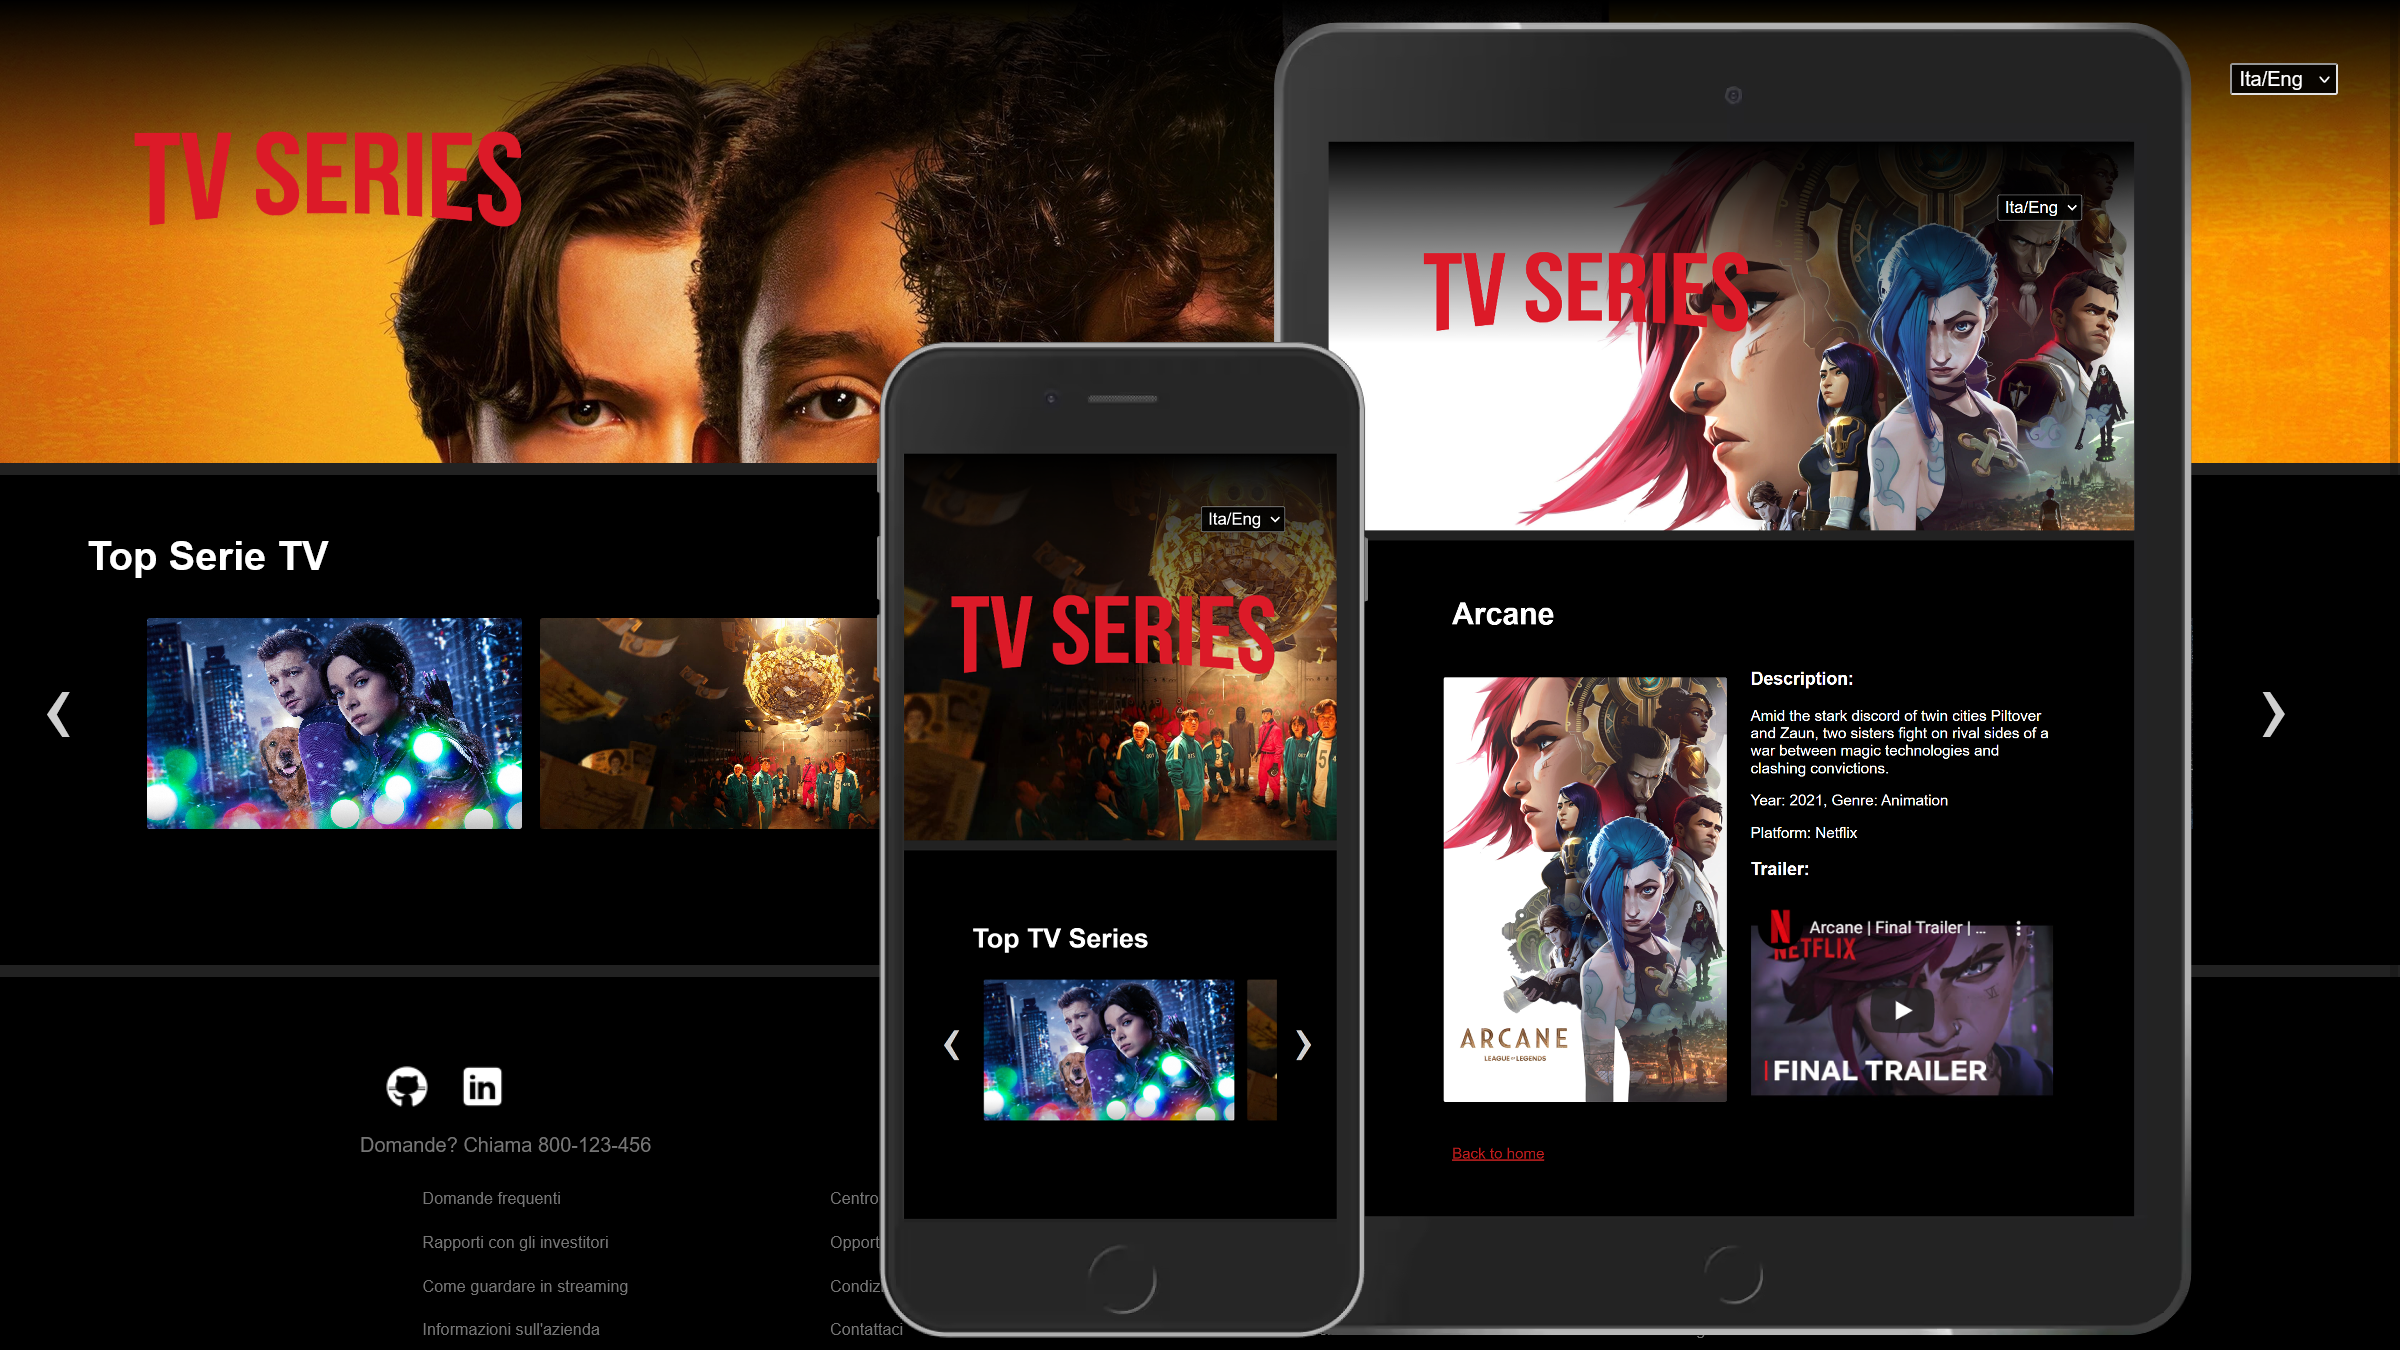 TV SERIES
Ita/Eng
Top Serie TV
Domande? Chiama 800-123-456
Domande frequenti
Rapporti con gli investitori
Come guardare in streaming
Informazioni sull'azienda
Centro
Contattaci
Ita/Eng
TV SERIES
Top TV Series
Ita/Eng
TV SERIES
Arcane
ARCANE
LEAGUE OF LEGENDS
Description:
Amid the stark discord of twin cities Piltover
and Zaun, two sisters fight on rival sides of a
war between magic technologies and
clashing convictions.
Year: 2021, Genre: Animation
Platform: Netflix
Trailer:
Arcane | Final Trailer | ...
NETFLIX
FINAL TRAILER
Back to home